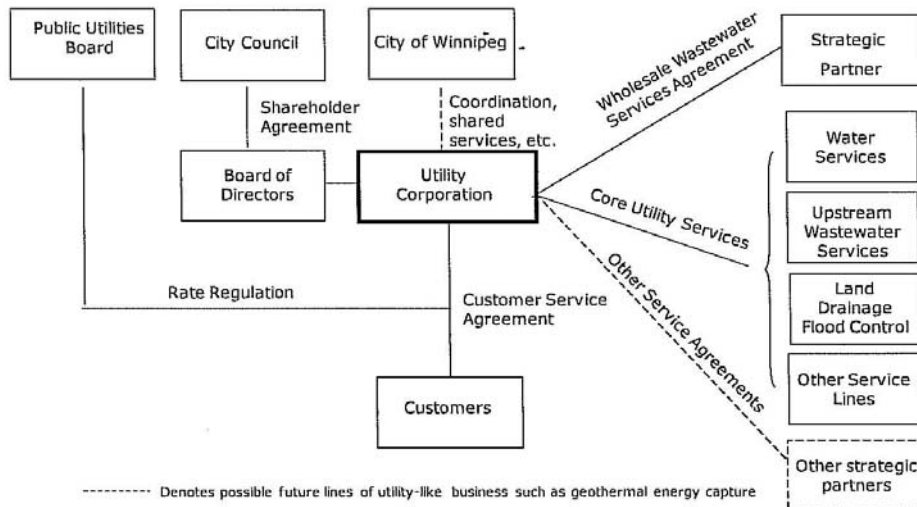 Public Utilities
Board
City Council
City of Winnipeg
Wholesale Wastewater
Services Agreement
Strategic
Partner
Shareholder
Agreement
Coordination,
shared
services, etc.
Board of
Directors
Utility
Corporation
Core Utility Services
Water
Services
Upstream
Wastewater
Services
Land
Drainage
Flood Control
Other Service
Lines
Other Service Agreements
Other strategic
partners
Rate Regulation
Customer Service
Agreement
Customers
Denotes possible future lines of utility-like business such as geothermal energy capture